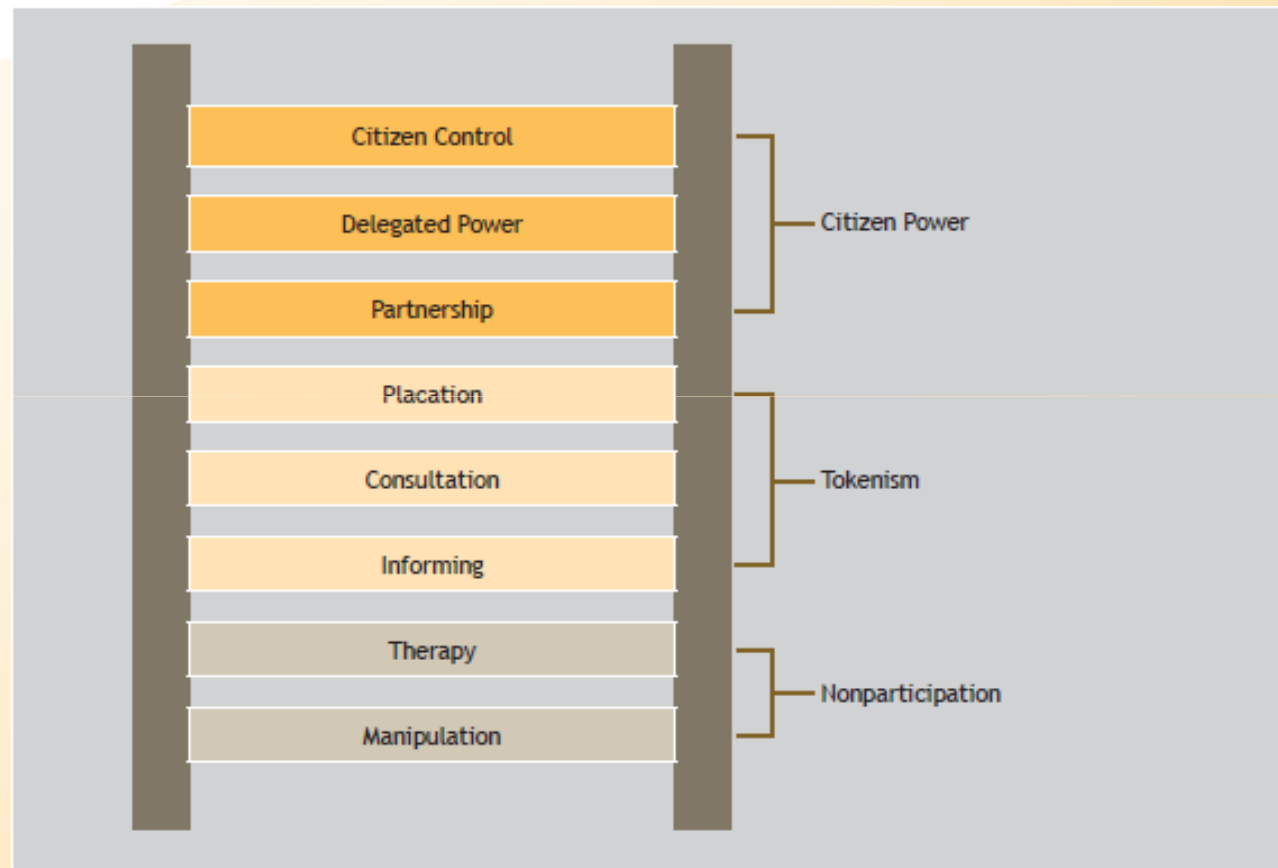 Citizen Control
Delegated Power
Citizen Power
Partnership
Placation
Consultation
Tokenism
Informing
Therapy
Nonparticipation
Manipulation